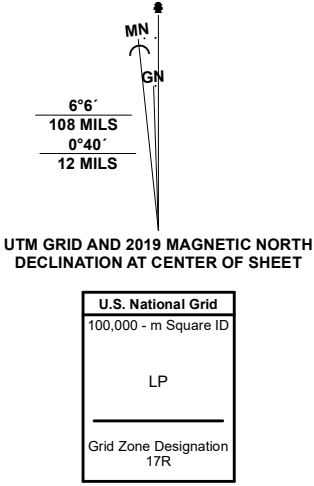 MN
GN
6°6´
108 MILS
0°40´
12 MILS
UTM GRID AND 2019 MAGNETIC NORTH
DECLINATION AT CENTER OF SHEET
U.S. National Grid
100,000 - m Square ID
LP
Grid Zone Designation
17R